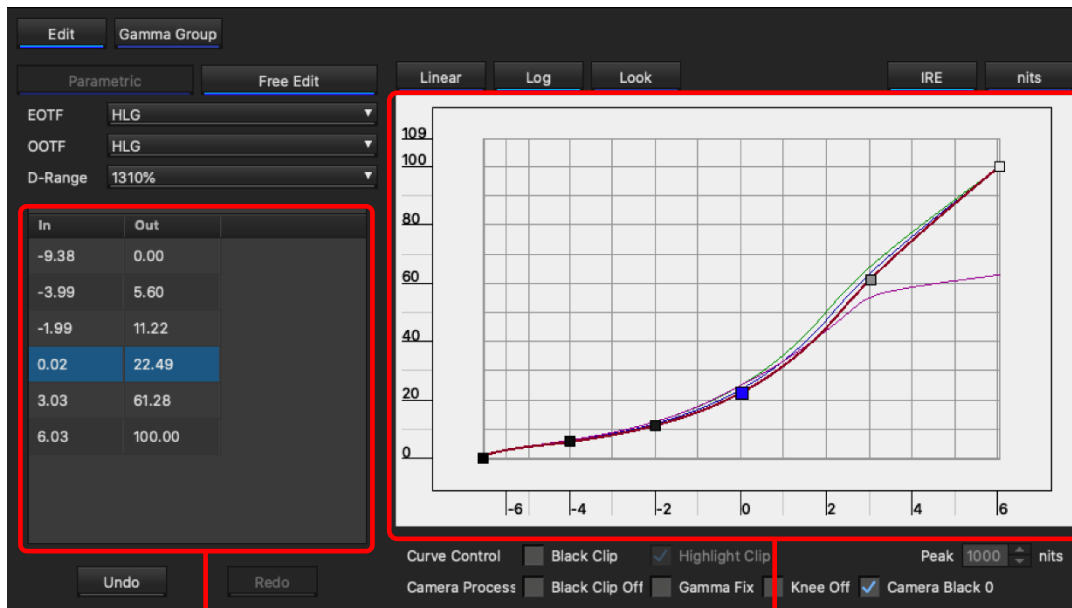 Edit Gamma Group
Parametric Free Edit Linear Log Look IRE nits
EOTF HLG
OOTF HLG
D-Range 1310%
In Out
-9.38 0.00
-3.99 5.60
-1.99 11.22
0.02 22.49
3.03 61.28
6.03 100.00
109
100
80
60
40
20
0
-6 -4 -2 0 2 4 6
Curve Control Black Clip Highlight Clip Peak 1000 nits
Undo Redo Camera Process Black Clip Off Gamma Fix Knee Off Camera Black 0